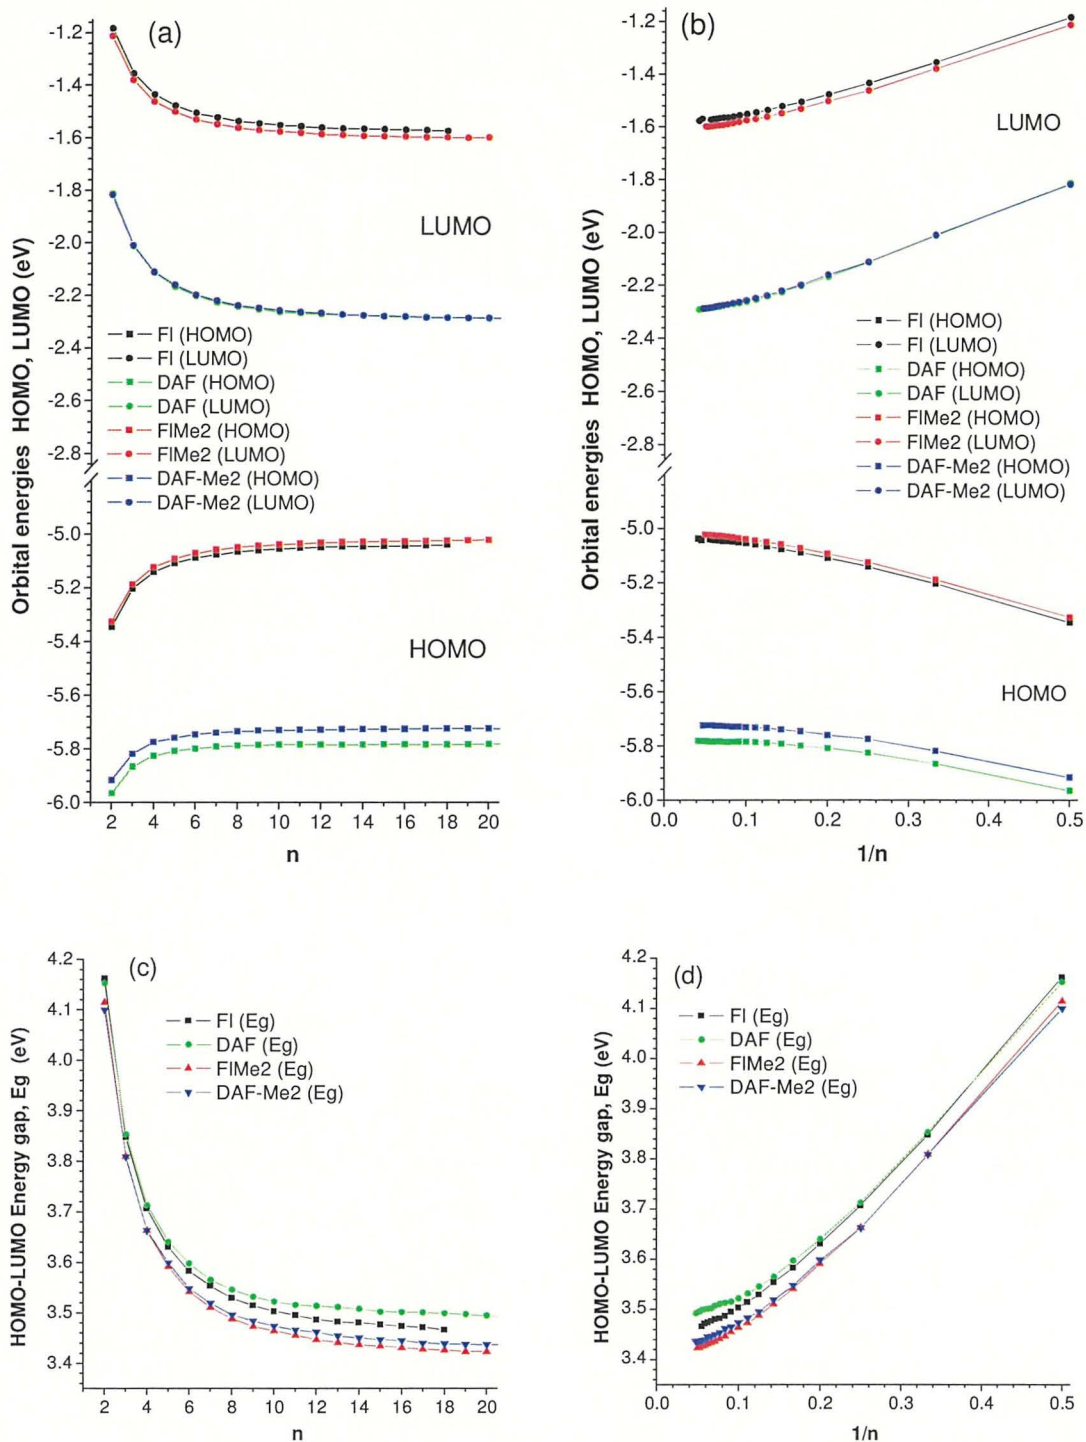 (a)
Orbital energies HOMO, LUMO (eV)
-1.2
-1.4
-1.6
-1.8
-2.0
-2.2
-2.4
-2.6
-2.8
-5.0
-5.2
-5.4
-5.6
-5.8
-6.0
LUMO
Fl (HOMO)
Fl (LUMO)
DAF (HOMO)
DAF (LUMO)
FlMe2 (HOMO)
FlMe2 (LUMO)
DAF-Me2 (HOMO)
DAF-Me2 (LUMO)
HOMO
2 4 6 8 10 12 14 16 18 20
n
(b)
Orbital energies HOMO, LUMO (eV)
-1.2
-1.4
-1.6
-1.8
-2.0
-2.2
-2.4
-2.6
-2.8
-5.0
-5.2
-5.4
-5.6
-5.8
-6.0
LUMO
Fl (HOMO)
Fl (LUMO)
DAF (HOMO)
DAF (LUMO)
FlMe2 (HOMO)
FlMe2 (LUMO)
DAF-Me2 (HOMO)
DAF-Me2 (LUMO)
HOMO
0.0 0.1 0.2 0.3 0.4 0.5
1/n
(c)
HOMO-LUMO Energy gap, Eg (eV)
4.2
4.1
4.0
3.9
3.8
3.7
3.6
3.5
3.4
Fl (Eg)
DAF (Eg)
FlMe2 (Eg)
DAF-Me2 (Eg)
2 4 6 8 10 12 14 16 18 20
n
(d)
HOMO-LUMO Energy gap, Eg (eV)
4.2
4.1
4.0
3.9
3.8
3.7
3.6
3.5
3.4
Fl (Eg)
DAF (Eg)
FlMe2 (Eg)
DAF-Me2 (Eg)
0.0 0.1 0.2 0.3 0.4 0.5
1/n